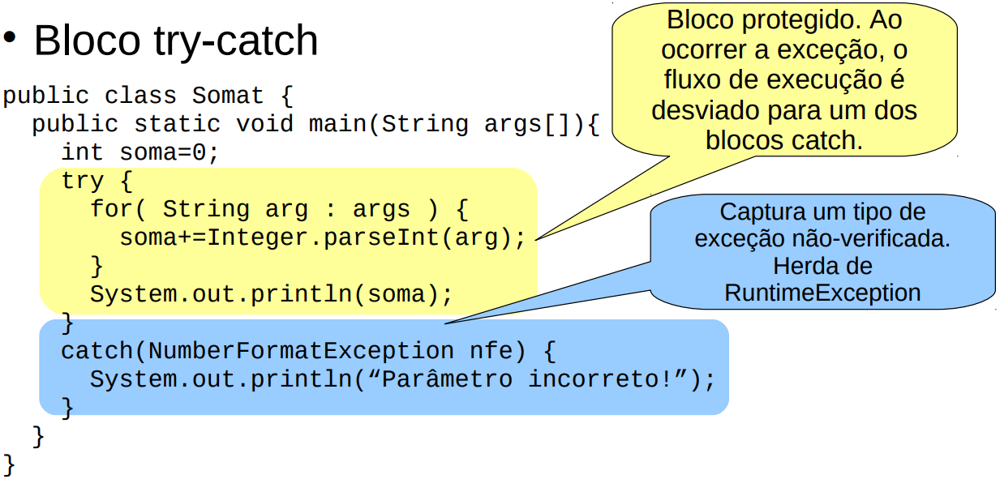 • Bloco try-catch
public class Somat {
  public static void main(String args[]){
    int soma=0;
    try {
      for( String arg : args ) {
        soma+=Integer.parseInt(arg);
      }
      System.out.println(soma);
    }
    catch(NumberFormatException nfe) {
      System.out.println(“Parâmetro incorreto!”);
    }
  }
}
Bloco protegido. Ao
ocorrer a exceção, o
fluxo de execução é
desviado para um dos
blocos catch.
Captura um tipo de
exceção não-verificada.
Herda de
RuntimeException